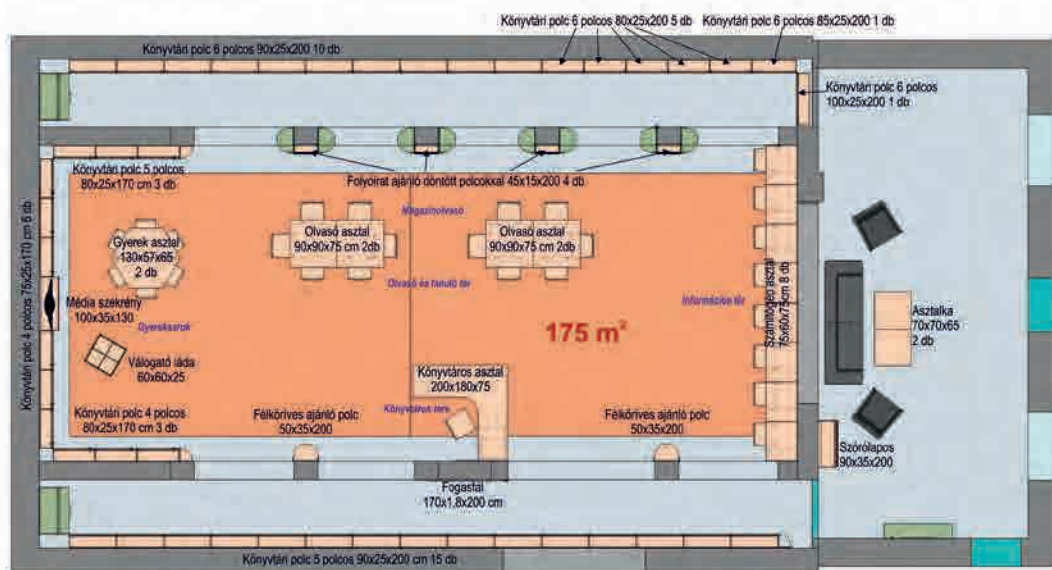 Könyvtári polc 6 polcos 80x25x200 5 db
Könyvtári polc 6 polcos 85x25x200 1 db
Könyvtári polc 6 polcos 90x25x200 10 db
Könyvtári polc 6 polcos
100x25x200 1 db
Könyvtári polc 5 polcos
80x25x170 cm 3 db
Folyóirat ajánló döntött polcokkal 45x15x200 4 db
Magazinolvasó
Gyerek asztal
130x57x65
2 db
Olvasó asztal
90x90x75 cm 2db
Olvasó asztal
90x90x75 cm 2db
Olvasó és tanuló tér
Információs tér
Számítógép asztal
75x60x75cm 8 db
Könyvtári polc 4 polcos 75x25x170 cm 6 db
Média szekrény
100x35x130
Gyereksarok
175 m²
Asztalka
70x70x65
2 db
Válogató láda
60x60x25
Könyvtáros asztal
200x180x75
Könyvtári polc 4 polcos
80x25x170 cm 3 db
Félköríves ajánló polc
50x35x200
Könyvtárok tere
Félköríves ajánló polc
50x35x200
Szórólapos
90x35x200
Fogasfal
170x1,8x200 cm
Könyvtári polc 5 polcos 90x25x200 cm 15 db